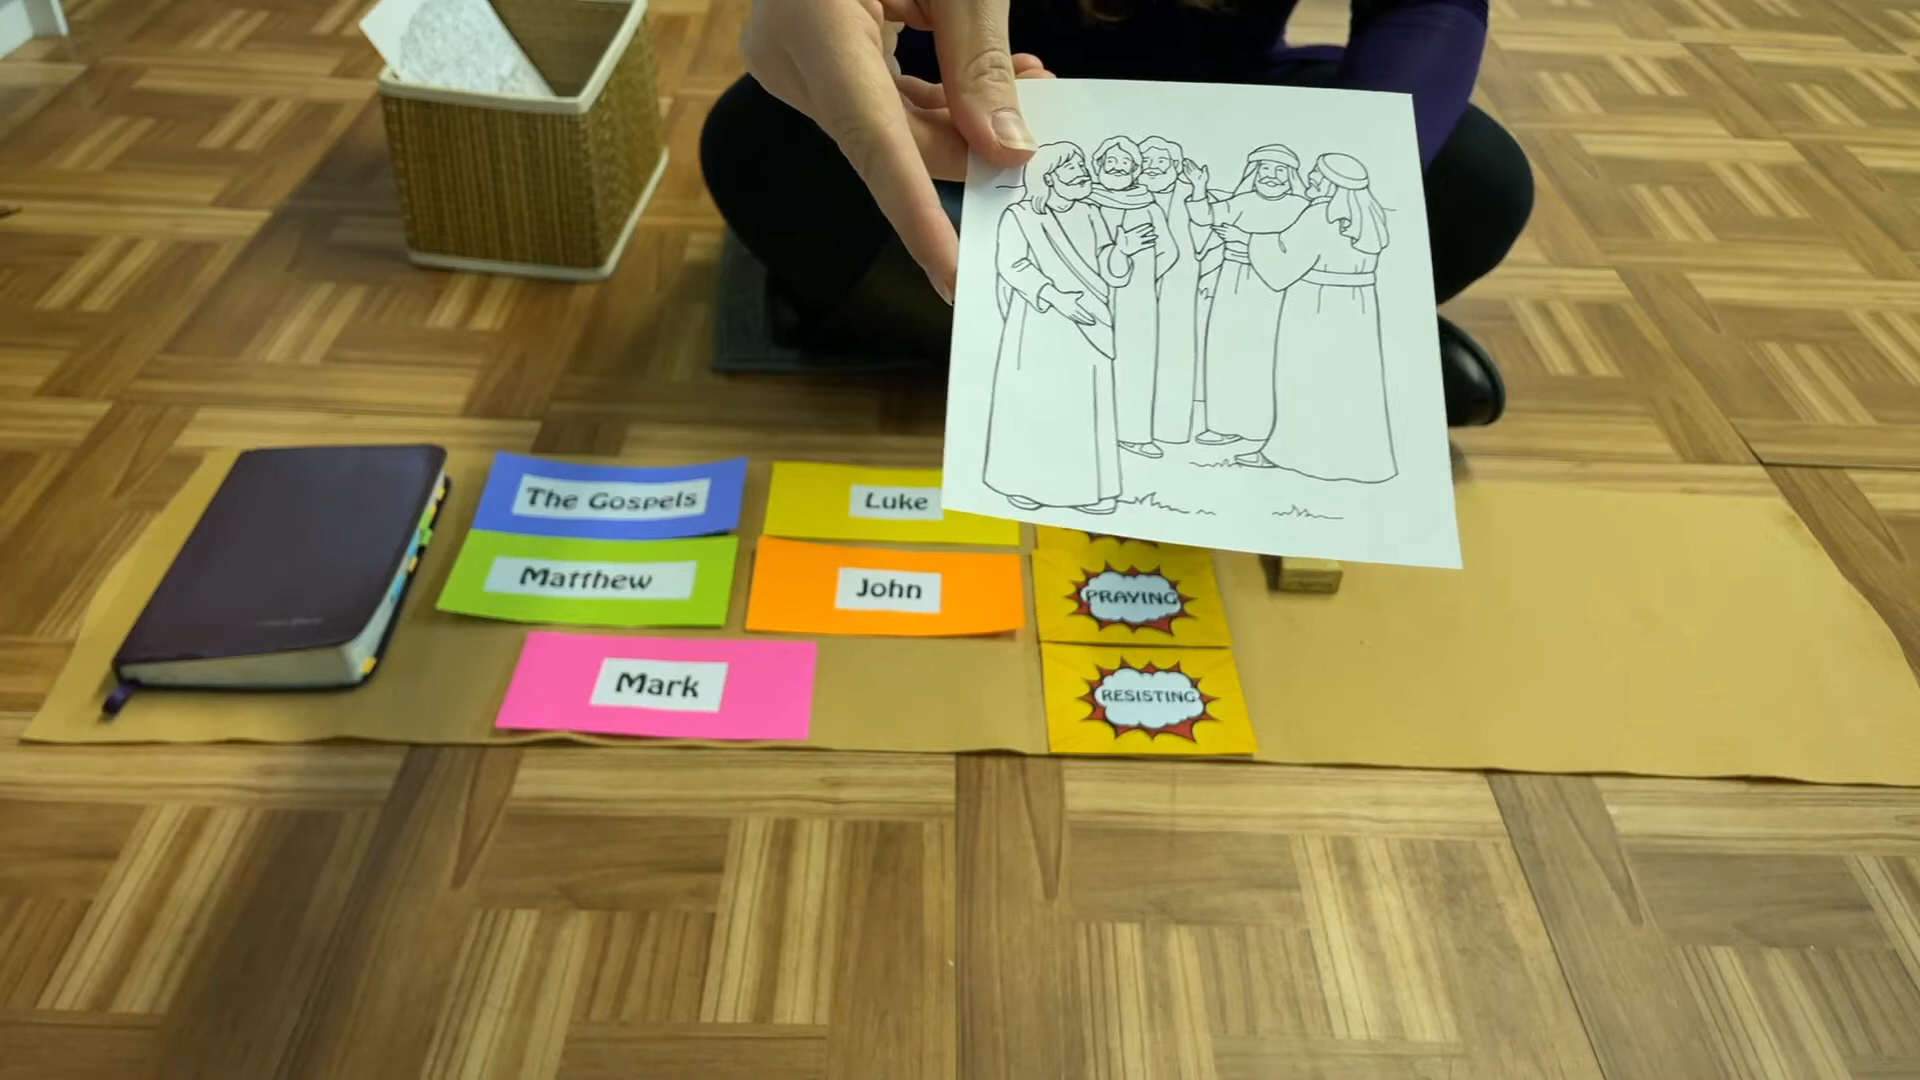 The Gospels
Luke
Matthew
John
Mark
PRAYING
RESISTING